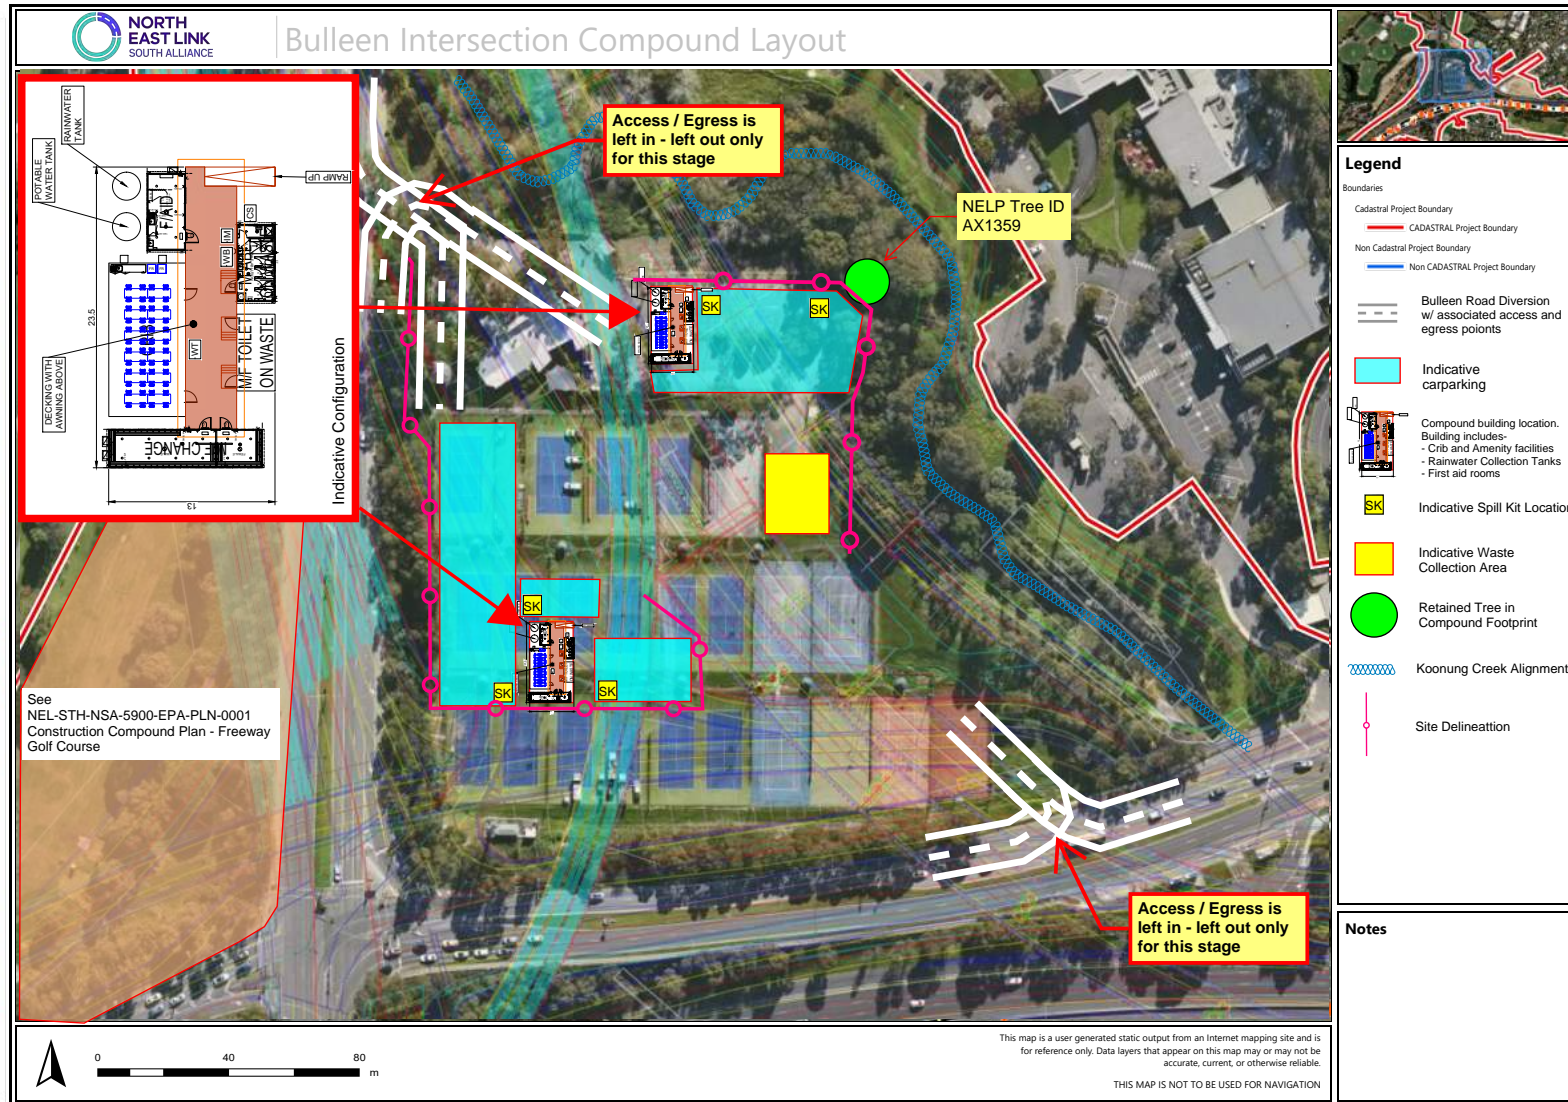 NORTH
EAST LINK
SOUTH ALLIANCE
Bulleen Intersection Compound Layout
RAINWATER
TANK
POTABLE
WATER TANK
RAMP UP
F/AID
CS
IM
WB
WT
23.5
DECKING WITH
AWNING ABOVE
M/F TOILET
ON WASTE
CHANGE
13
Indicative Configuration
Access / Egress is
left in - left out only
for this stage
NELP Tree ID
AX1359
SK
SK
SK
SK
SK
See
NEL-STH-NSA-5900-EPA-PLN-0001
Construction Compound Plan - Freeway
Golf Course
Access / Egress is
left in - left out only
for this stage
Legend
Boundaries
Cadastral Project Boundary
CADASTRAL Project Boundary
Non Cadastral Project Boundary
Non CADASTRAL Project Boundary
Bulleen Road Diversion
w/ associated access and
egress poionts
Indicative
carparking
Compound building location.
Building includes-
- Crib and Amenity facilities
- Rainwater Collection Tanks
- First aid rooms
SK
Indicative Spill Kit Location
Indicative Waste
Collection Area
Retained Tree in
Compound Footprint
Koonung Creek Alignment
Site Delineattion
Notes
0 40 80
m
This map is a user generated static output from an Internet mapping site and is
for reference only. Data layers that appear on this map may or may not be
accurate, current, or otherwise reliable.
THIS MAP IS NOT TO BE USED FOR NAVIGATION